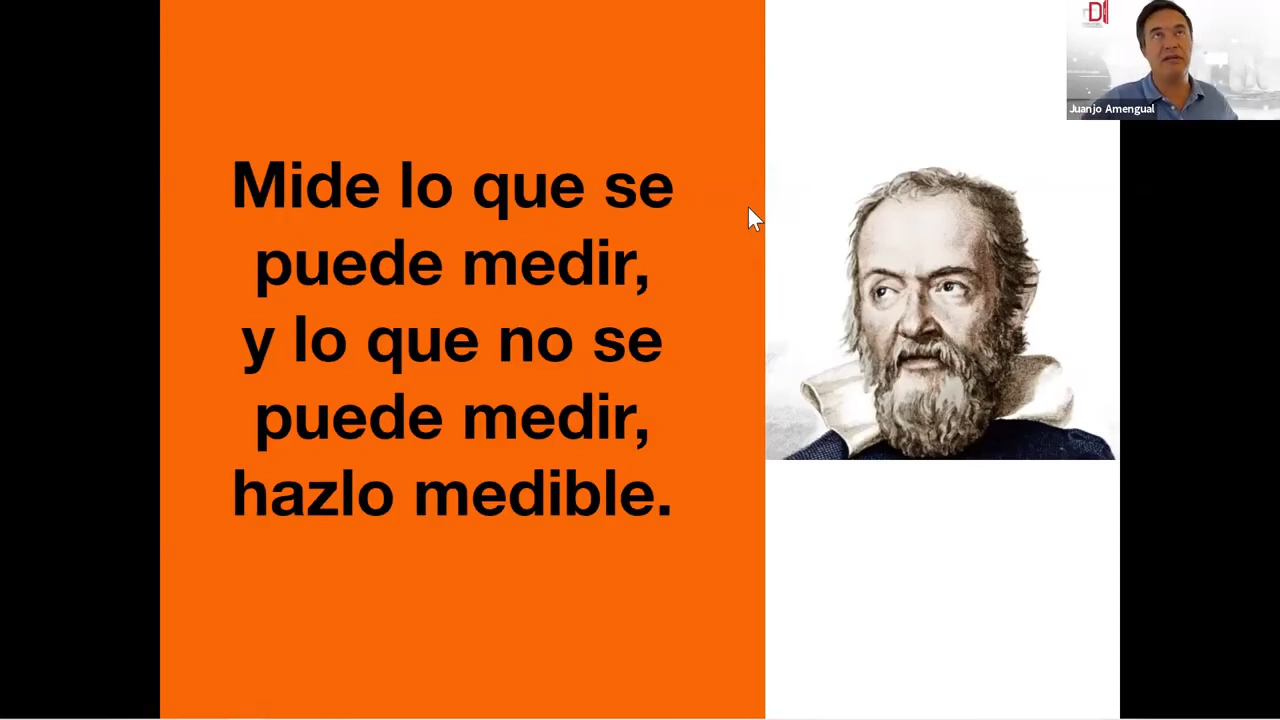 Mide lo que se
puede medir,
y lo que no se
puede medir,
hazlo medible.
Juanjo Amengual